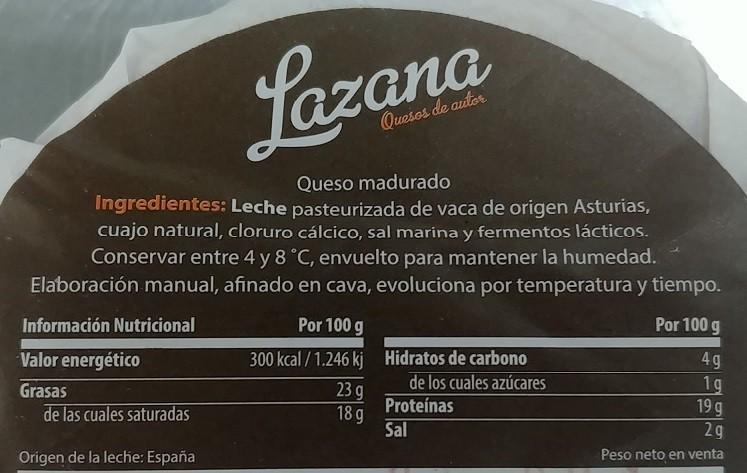 Lazana
Quesos de autor
Queso madurado
Ingredientes: Leche pasteurizada de vaca de origen Asturias,
cuajo natural, cloruro cálcico, sal marina y fermentos lácticos.
Conservar entre 4 y 8 °C, envuelto para mantener la humedad.
Elaboración manual, afinado en cava, evoluciona por temperatura y tiempo.
Información Nutricional Por 100 g
Valor energético 300 kcal / 1.246 kj
Grasas 23 g
de las cuales saturadas 18 g
Por 100 g
Hidratos de carbono 4 g
de los cuales azúcares 1 g
Proteínas 19 g
Sal 2 g
Origen de la leche: España
Peso neto en venta